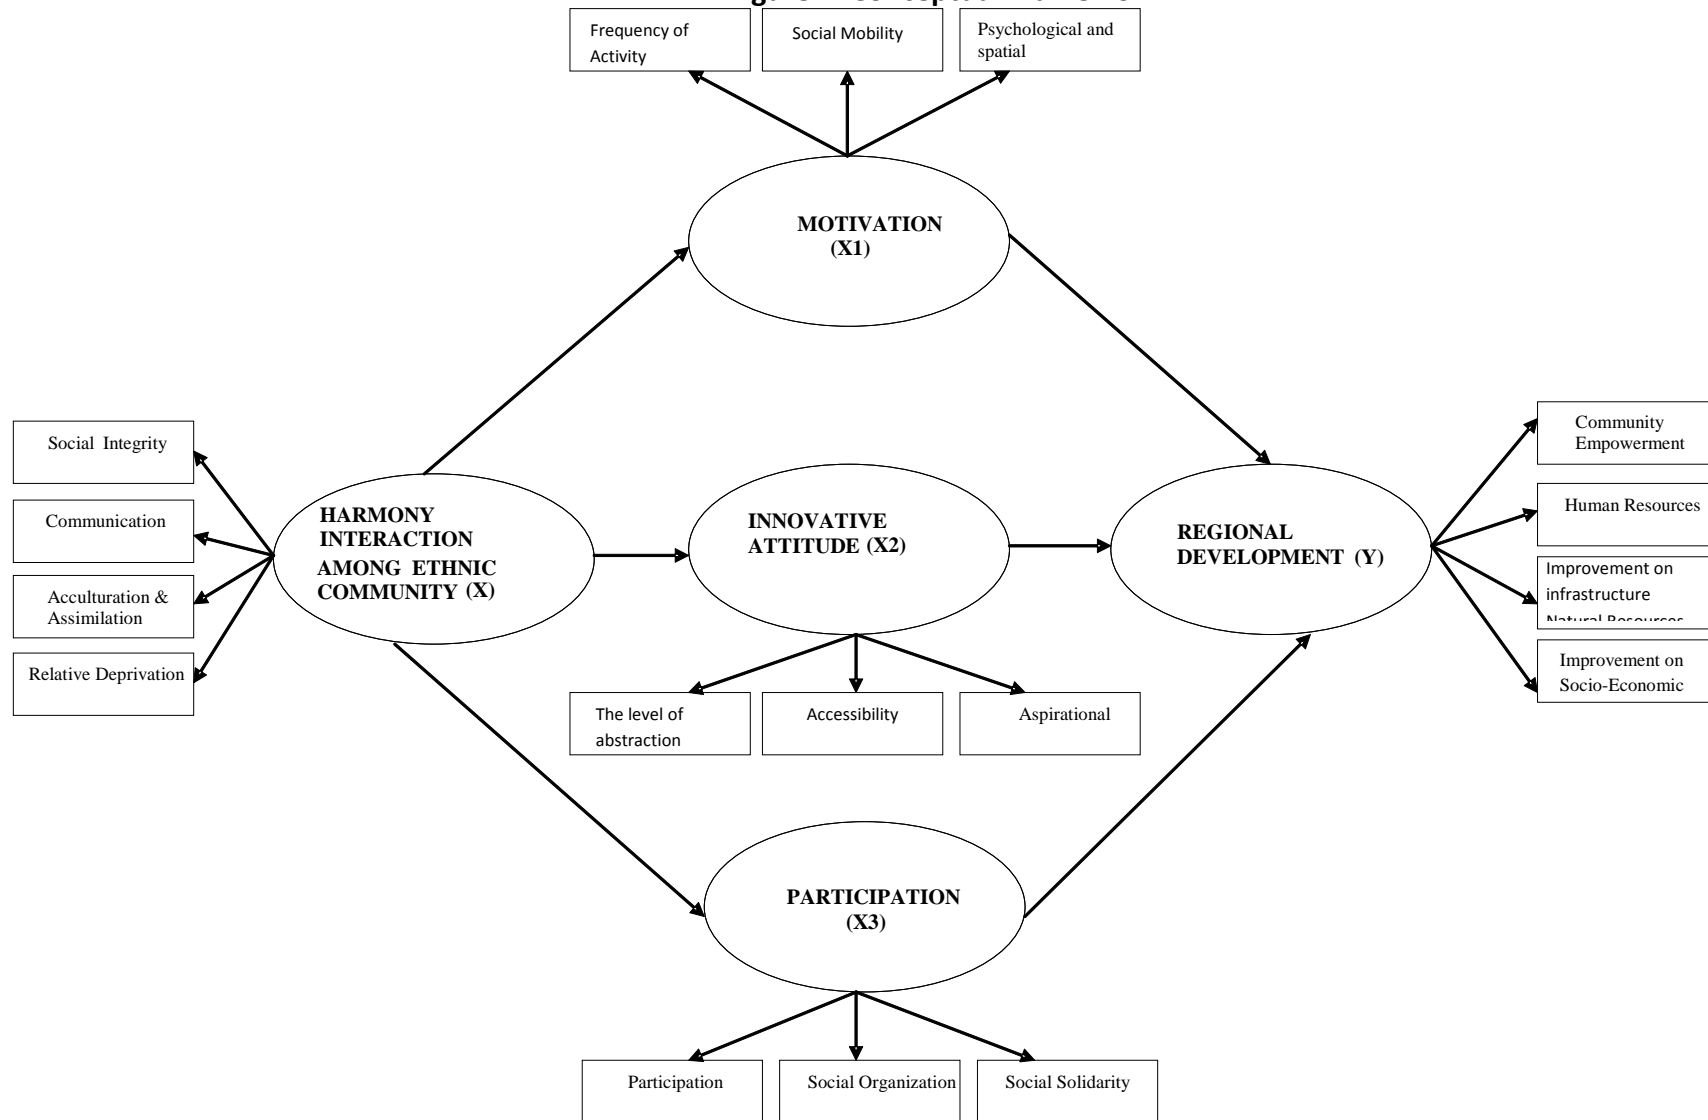 Frequency of
Activity
Social Mobility
Psychological and
spatial
MOTIVATION
(X1)
Social Integrity
Communication
Acculturation &
Assimilation
Relative Deprivation
HARMONY
INTERACTION
AMONG ETHNIC
COMMUNITY (X)
INNOVATIVE
ATTITUDE (X2)
REGIONAL
DEVELOPMENT (Y)
Community
Empowerment
Human Resources
Improvement on
infrastructure
Natural Resources
Improvement on
Socio-Economic
The level of
abstraction
Accessibility
Aspirational
PARTICIPATION
(X3)
Participation
Social Organization
Social Solidarity